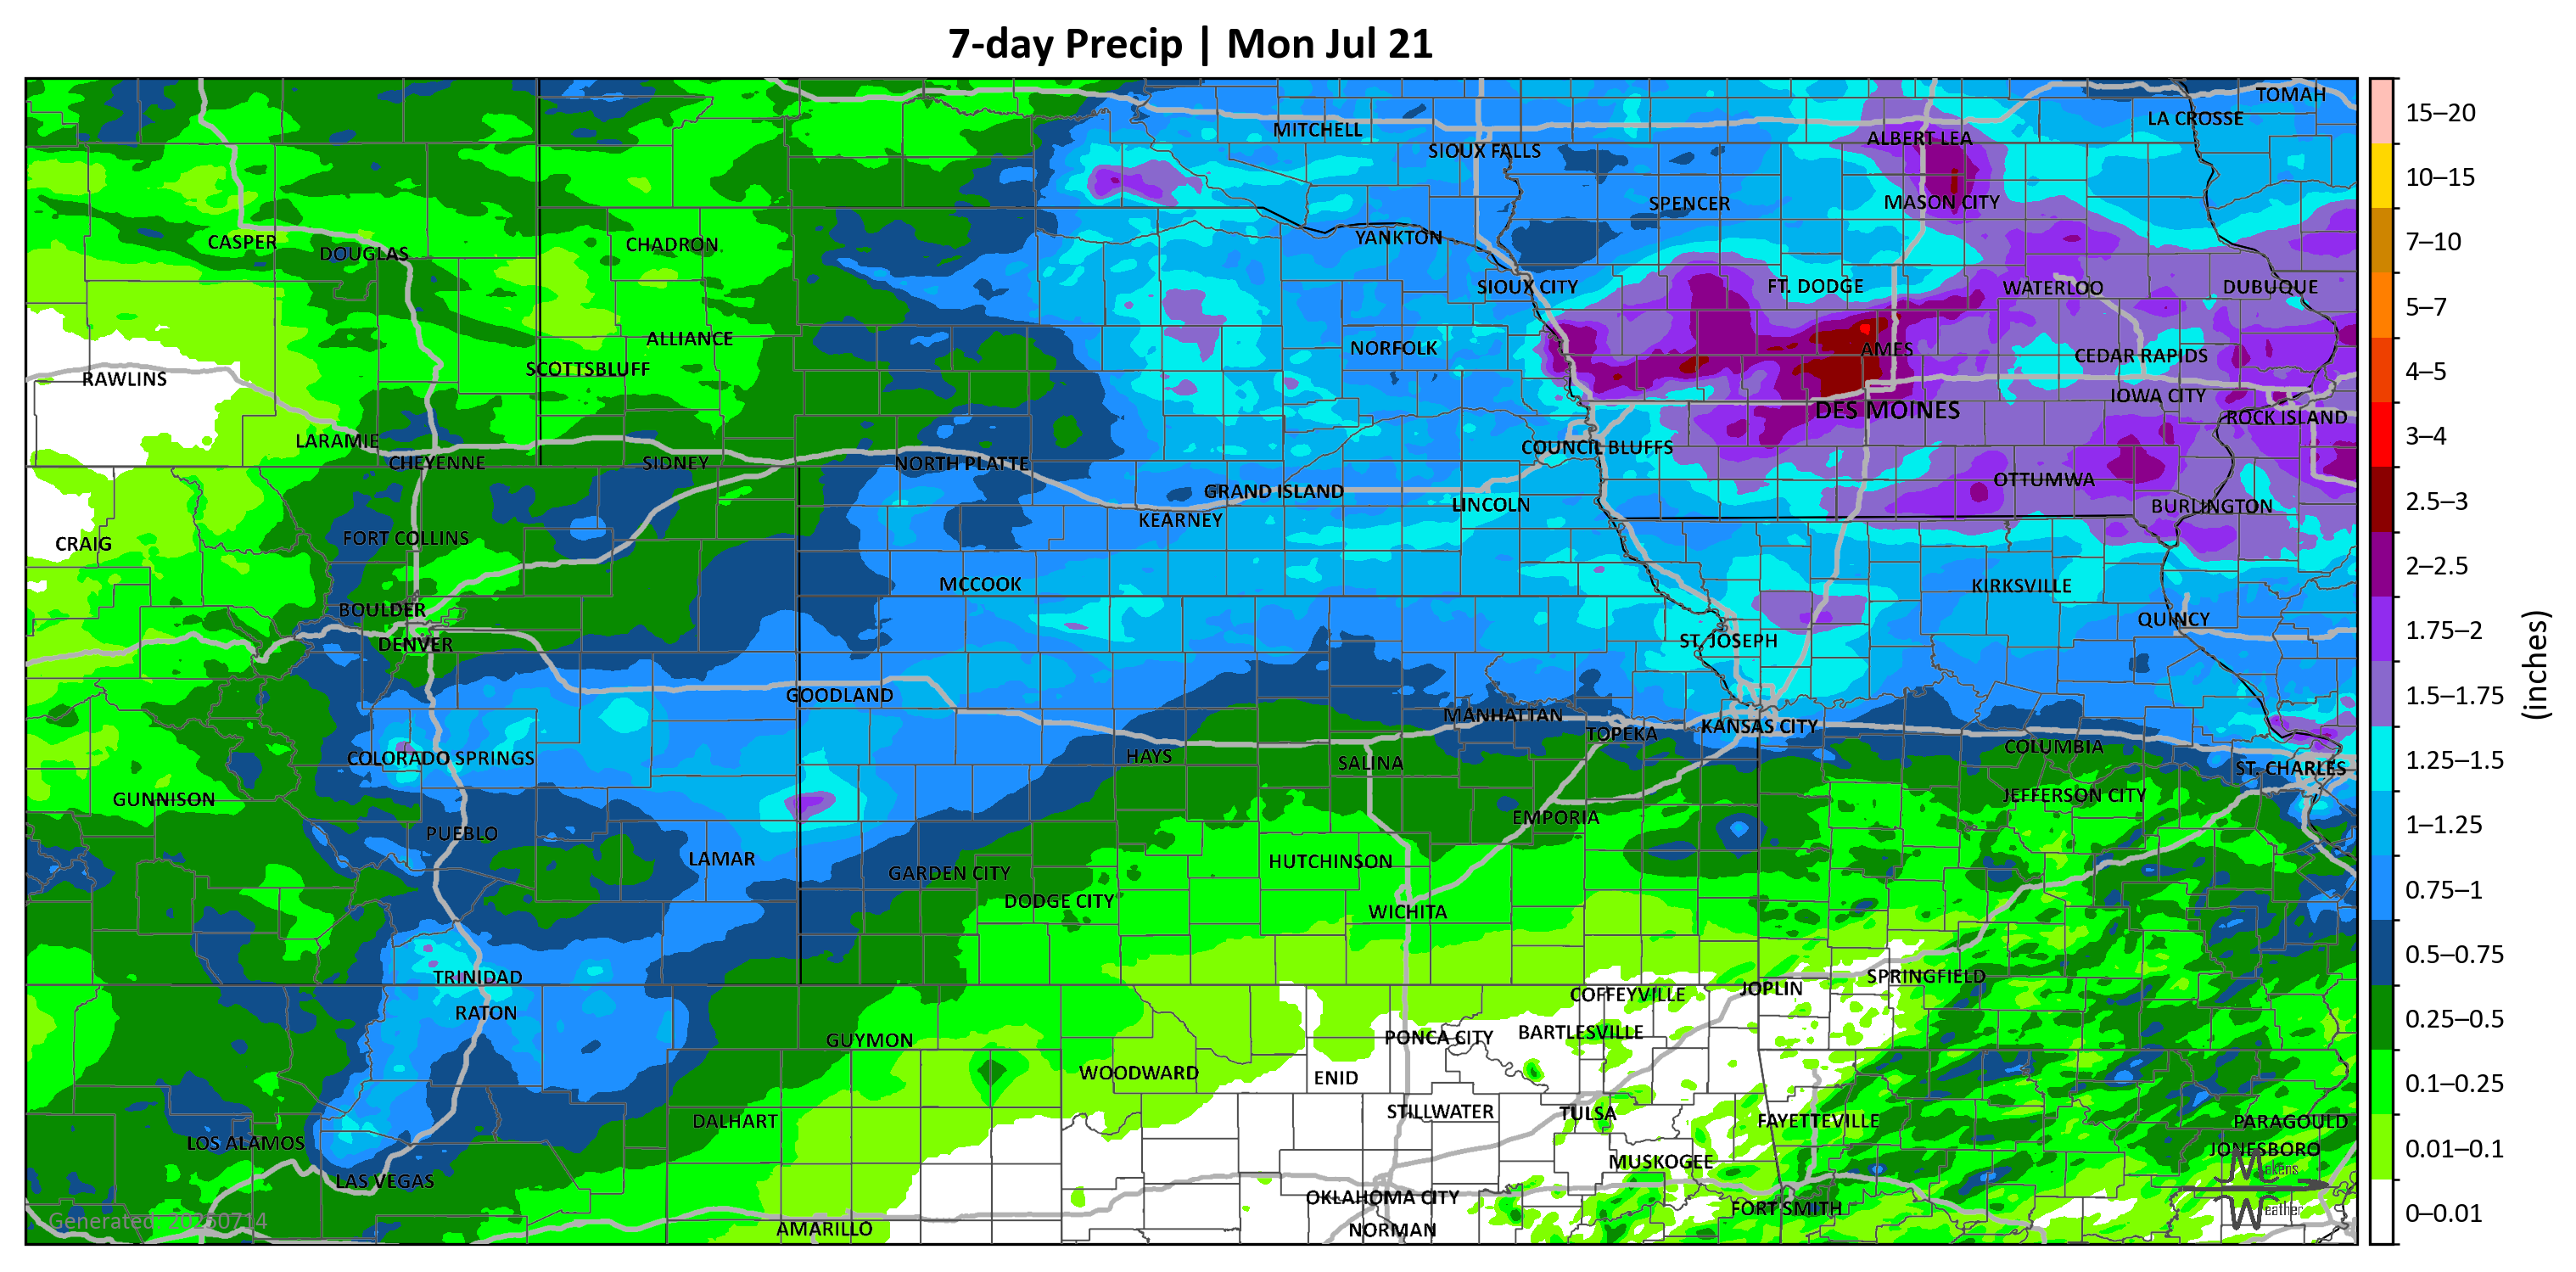 7-day Precip | Mon Jul 21
TOMAH
LA CROSSE
MITCHELL
ALBERT LEA
SIOUX FALLS
SPENCER
MASON CITY
CASPER
DOUGLAS
CHADRON
YANKTON
SIOUX CITY
FT. DODGE
WATERLOO
DUBUQUE
ALLIANCE
NORFOLK
AMES
CEDAR RAPIDS
SCOTTSBLUFF
RAWLINS
IOWA CITY
DES MOINES
ROCK ISLAND
LARAMIE
COUNCIL BLUFFS
CHEYENNE
SIDNEY
NORTH PLATTE
OTTUMWA
GRAND ISLAND
LINCOLN
BURLINGTON
KEARNEY
FORT COLLINS
CRAIG
MCCOOK
KIRKSVILLE
BOULDER
QUINCY
DENVER
ST. JOSEPH
GOODLAND
MANHATTAN
KANSAS CITY
TOPEKA
COLUMBIA
COLORADO SPRINGS
HAYS
SALINA
ST. CHARLES
GUNNISON
JEFFERSON CITY
EMPORIA
PUEBLO
LAMAR
HUTCHINSON
GARDEN CITY
DODGE CITY
WICHITA
TRINIDAD
SPRINGFIELD
COFFEYVILLE
JOPLIN
RATON
BARTLESVILLE
PONCA CITY
GUYMON
WOODWARD
ENID
STILLWATER
TULSA
DALHART
FAYETTEVILLE
PARAGOULD
LOS ALAMOS
JONESBORO
MUSKOGEE
LAS VEGAS
OKLAHOMA CITY
FORT SMITH
AMARILLO
NORMAN
Generated: 20250714
Makens
Weather
15–20
10–15
7–10
5–7
4–5
3–4
2.5–3
2–2.5
1.75–2
1.5–1.75
1.25–1.5
1–1.25
0.75–1
0.5–0.75
0.25–0.5
0.1–0.25
0.01–0.1
0–0.01
(inches)